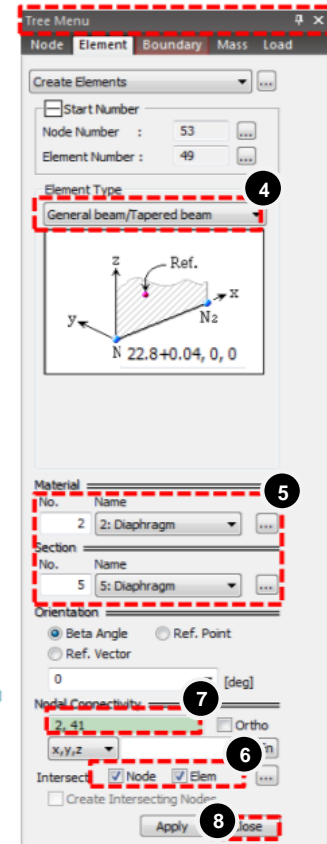 Tree Menu
Node Element Boundary Mass Load
Create Elements
Start Number
Node Number : 53
Element Number : 49
Element Type
4
General beam/Tapered beam
z
Ref.
x
y
N2
N 22.8+0.04, 0, 0
Material
5
No. Name
2 2: Diaphragm
Section
No. Name
5 5: Diaphragm
Orientation
Beta Angle Ref. Point
Ref. Vector
0 [deg]
Nodal Connectivity
7
2, 41 Ortho
x,y,z
6
Intersect Node Elem
Create Intersecting Nodes
Apply 8